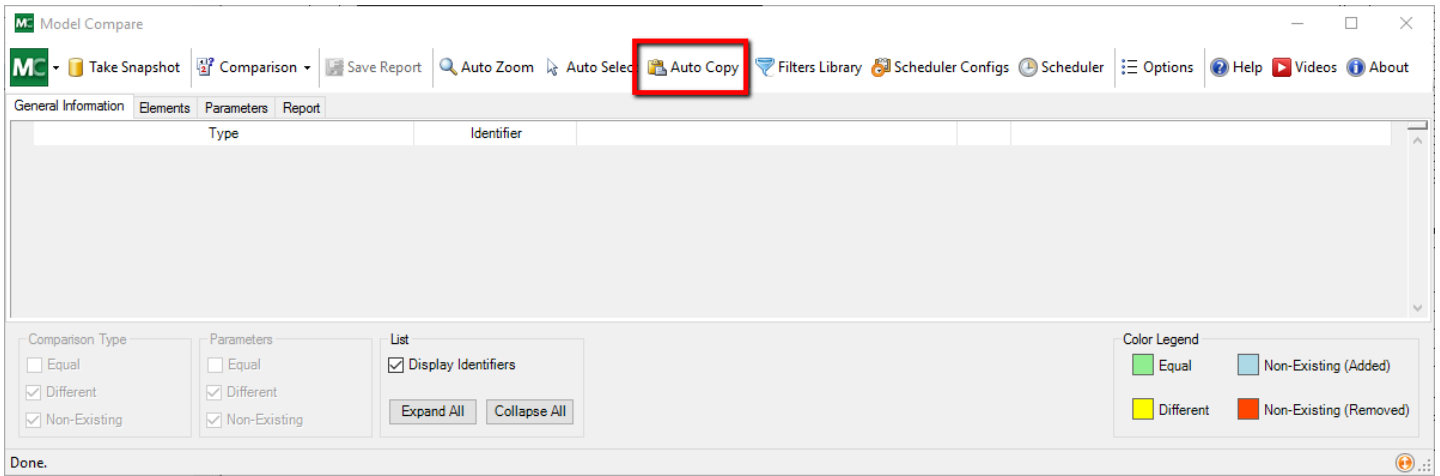 MC Model Compare
MC Take Snapshot Comparison Save Report Auto Zoom Auto Selec Auto Copy Filters Library Scheduler Configs Scheduler Options Help Videos About
General Information Elements Parameters Report
Type Identifier
Comparison Type Parameters List Color Legend
Equal Equal Display Identifiers Equal Non-Existing (Added)
Different Different
Expand All Collapse All Different Non-Existing (Removed)
Non-Existing Non-Existing
Done.